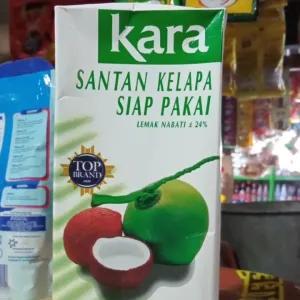 kara
SANTAN KELAPA
SIAP PAKAI
LEMAK NABATI ± 24%
TOP
BRAND